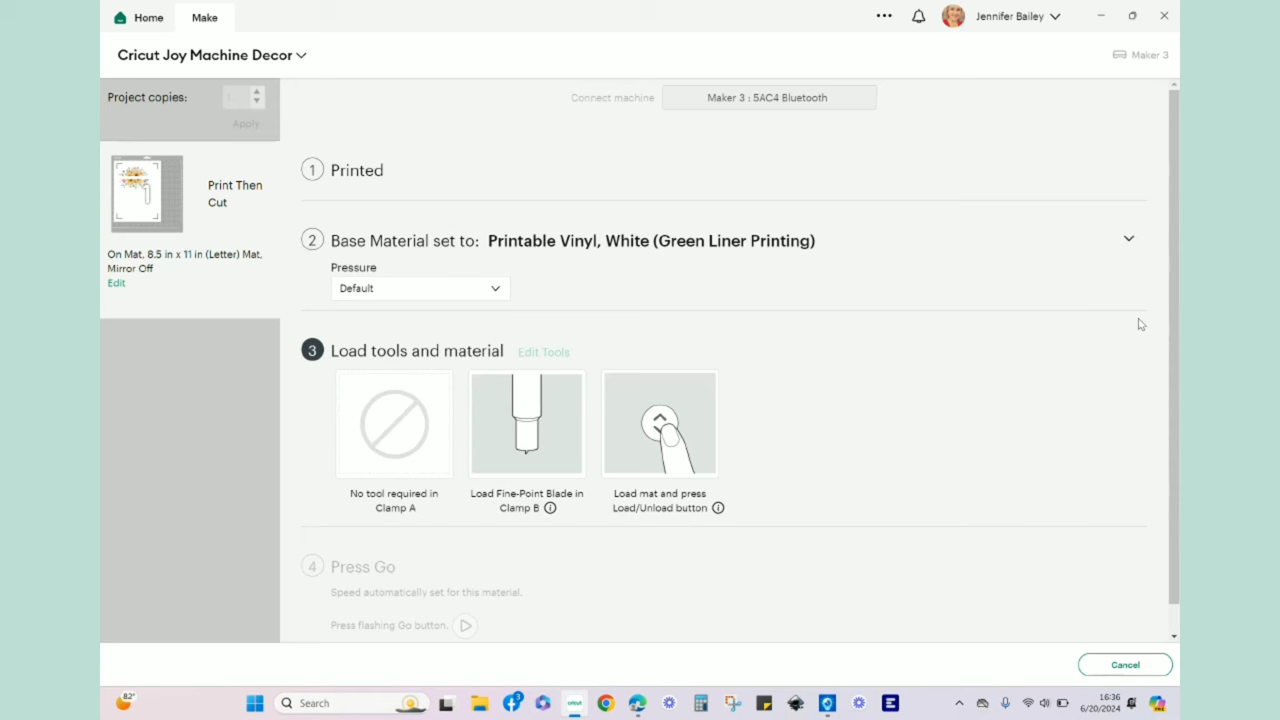 Home
Make
Jennifer Bailey
Cricut Joy Machine Decor
Maker 3
Project copies:
Apply
Connect machine
Maker 3 : 5AC4 Bluetooth
Print Then
Cut
On Mat, 8.5 in x 11 in (Letter) Mat,
Mirror Off
Edit
1 Printed
2 Base Material set to: Printable Vinyl, White (Green Liner Printing)
Pressure
Default
3 Load tools and material Edit Tools
No tool required in
Clamp A
Load Fine-Point Blade in
Clamp B
Load mat and press
Load/Unload button
4 Press Go
Speed automatically set for this material.
Press flashing Go button.
Cancel
82°
Search
cricut
3
E
16:36
6/20/2024